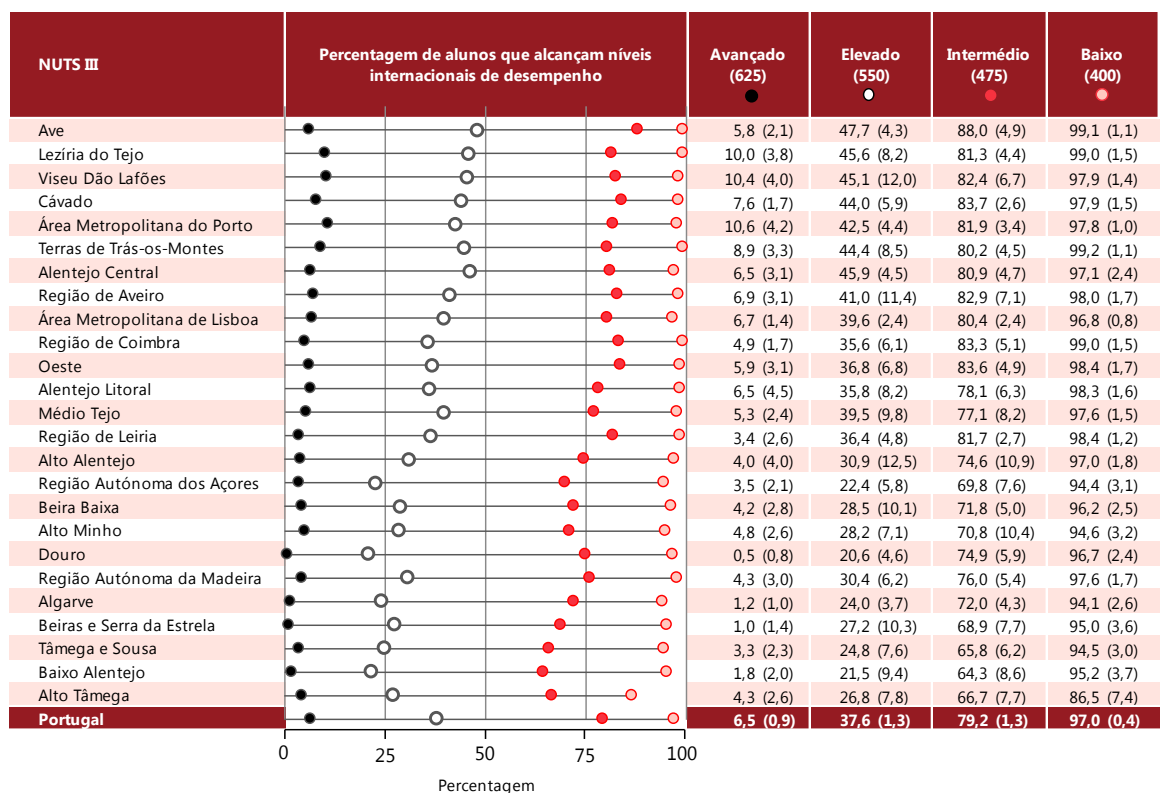 NUTS III
Percentagem de alunos que alcançam níveis
internacionais de desempenho
Avançado
(625)
Elevado
(550)
Intermédio
(475)
Baixo
(400)
Ave 5,8 (2,1) 47,7 (4,3) 88,0 (4,9) 99,1 (1,1)
Lezíria do Tejo 10,0 (3,8) 45,6 (8,2) 81,3 (4,4) 99,0 (1,5)
Viseu Dão Lafões 10,4 (4,0) 45,1 (12,0) 82,4 (6,7) 97,9 (1,4)
Cávado 7,6 (1,7) 44,0 (5,9) 83,7 (2,6) 97,9 (1,5)
Área Metropolitana do Porto 10,6 (4,2) 42,5 (4,4) 81,9 (3,4) 97,8 (1,0)
Terras de Trás-os-Montes 8,9 (3,3) 44,4 (8,5) 80,2 (4,5) 99,2 (1,1)
Alentejo Central 6,5 (3,1) 45,9 (4,5) 80,9 (4,7) 97,1 (2,4)
Região de Aveiro 6,9 (3,1) 41,0 (11,4) 82,9 (7,1) 98,0 (1,7)
Área Metropolitana de Lisboa 6,7 (1,4) 39,6 (2,4) 80,4 (2,4) 96,8 (0,8)
Região de Coimbra 4,9 (1,7) 35,6 (6,1) 83,3 (5,1) 99,0 (1,5)
Oeste 5,9 (3,1) 36,8 (6,8) 83,6 (4,9) 98,4 (1,7)
Alentejo Litoral 6,5 (4,5) 35,8 (8,2) 78,1 (6,3) 98,3 (1,6)
Médio Tejo 5,3 (2,4) 39,5 (9,8) 77,1 (8,2) 97,6 (1,5)
Região de Leiria 3,4 (2,6) 36,4 (4,8) 81,7 (2,7) 98,4 (1,2)
Alto Alentejo 4,0 (4,0) 30,9 (12,5) 74,6 (10,9) 97,0 (1,8)
Região Autónoma dos Açores 3,5 (2,1) 22,4 (5,8) 69,8 (7,6) 94,4 (3,1)
Beira Baixa 4,2 (2,8) 28,5 (10,1) 71,8 (5,0) 96,2 (2,5)
Alto Minho 4,8 (2,6) 28,2 (7,1) 70,8 (10,4) 94,6 (3,2)
Douro 0,5 (0,8) 20,6 (4,6) 74,9 (5,9) 96,7 (2,4)
Região Autónoma da Madeira 4,3 (3,0) 30,4 (6,2) 76,0 (5,4) 97,6 (1,7)
Algarve 1,2 (1,0) 24,0 (3,7) 72,0 (4,3) 94,1 (2,6)
Beiras e Serra da Estrela 1,0 (1,4) 27,2 (10,3) 68,9 (7,7) 95,0 (3,6)
Tâmega e Sousa 3,3 (2,3) 24,8 (7,6) 65,8 (6,2) 94,5 (3,0)
Baixo Alentejo 1,8 (2,0) 21,5 (9,4) 64,3 (8,6) 95,2 (3,7)
Alto Tâmega 4,3 (2,6) 26,8 (7,8) 66,7 (7,7) 86,5 (7,4)
Portugal 6,5 (0,9) 37,6 (1,3) 79,2 (1,3) 97,0 (0,4)
0 25 50 75 100
Percentagem